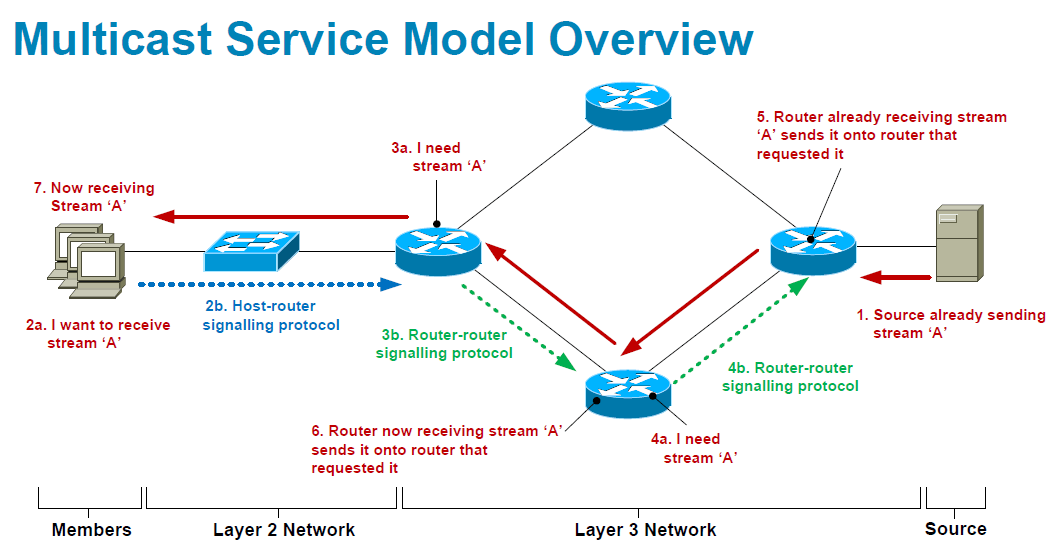 Multicast Service Model Overview
3a. I need
stream ‘A’
5. Router already receiving stream
‘A’ sends it onto router that
requested it
7. Now receiving
Stream ‘A’
2b. Host-router
signalling protocol
2a. I want to receive
stream ‘A’
1. Source already sending
stream ‘A’
3b. Router-router
signalling protocol
4b. Router-router
signalling protocol
6. Router now receiving stream ‘A’
sends it onto router that
requested it
4a. I need
stream ‘A’
Members
Layer 2 Network
Layer 3 Network
Source